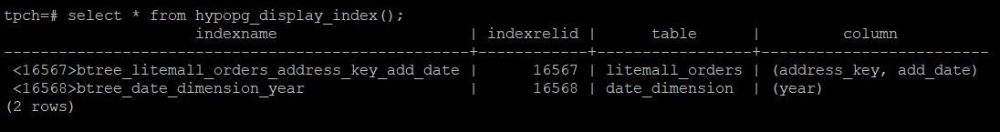 tpch=# select * from hypopg_display_index();
                     indexname                     | indexrelid |      table      |         column
---------------------------------------------------+------------+-----------------+-------------------------
 <16567>btree_litemall_orders_address_key_add_date |      16567 | litemall_orders | (address_key, add_date)
 <16568>btree_date_dimension_year                  |      16568 | date_dimension  | (year)
(2 rows)